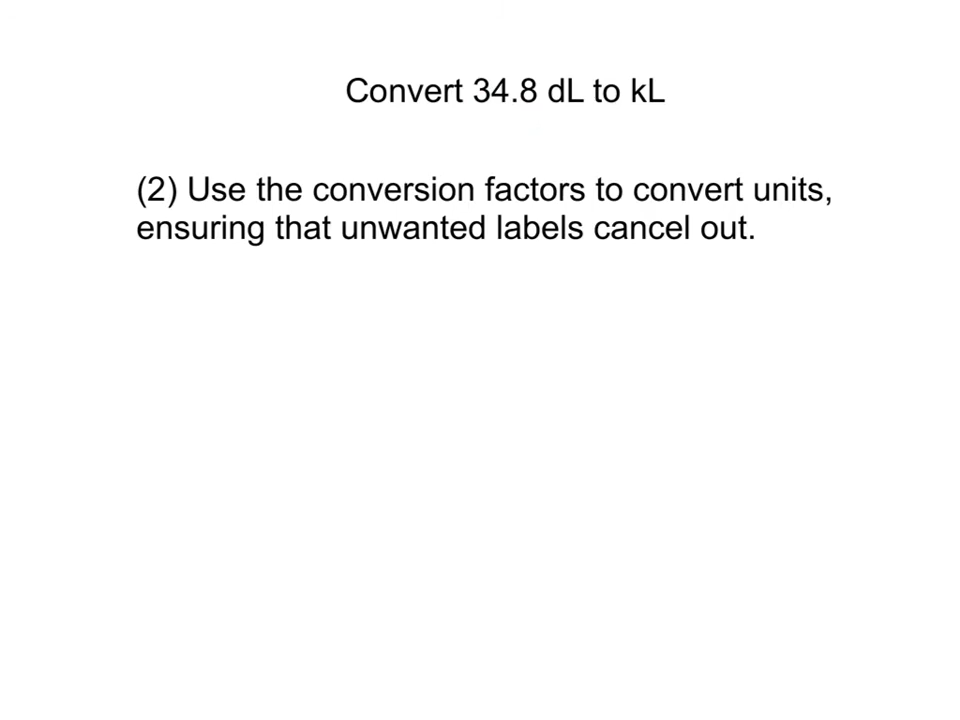 Convert 34.8 dL to kL
(2) Use the conversion factors to convert units,
ensuring that unwanted labels cancel out.